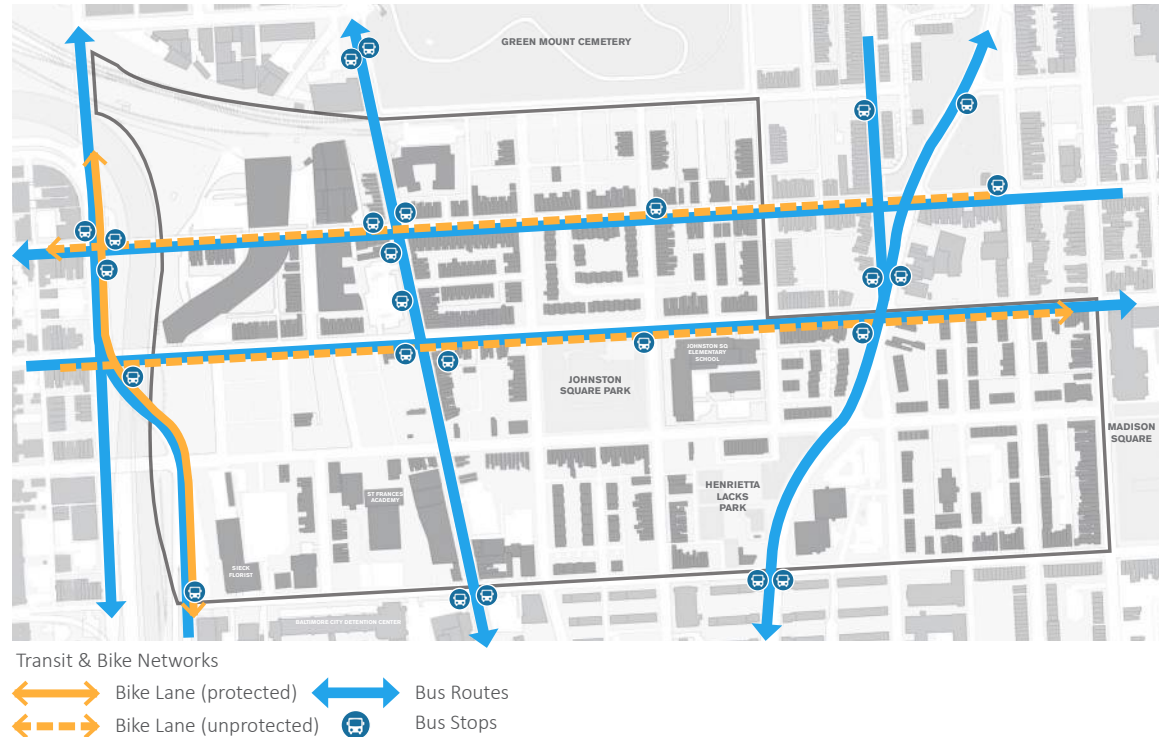 GREEN MOUNT CEMETERY
JOHNSTON SQ
ELEMENTARY
SCHOOL
JOHNSTON
SQUARE PARK
MADISON
SQUARE
HENRIETTA
LACKS
PARK
ST FRANCES
ACADEMY
SIECK
FLORIST
BALTIMORE CITY DETENTION CENTER
Transit & Bike Networks
Bike Lane (protected)
Bus Routes
Bike Lane (unprotected)
Bus Stops